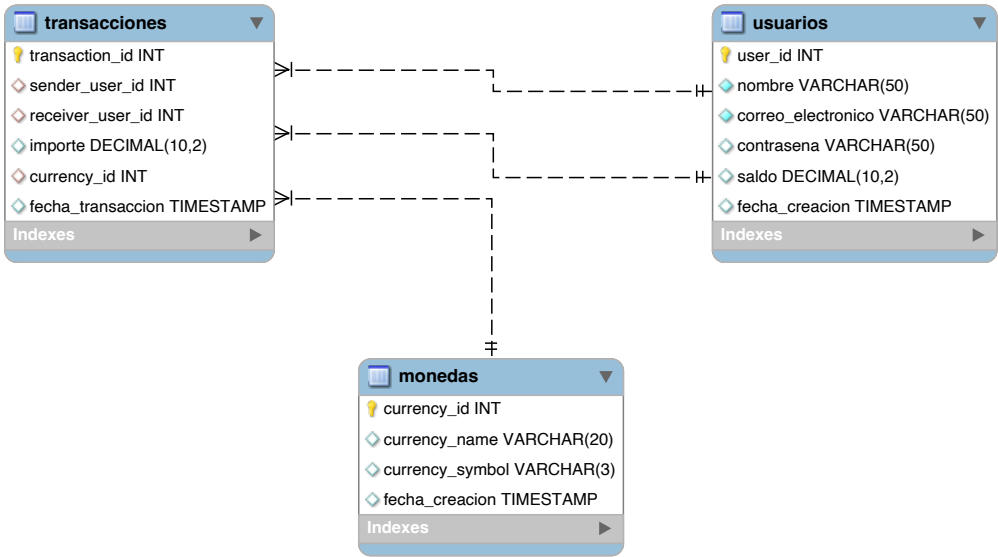 transacciones
transaction_id INT
sender_user_id INT
receiver_user_id INT
importe DECIMAL(10,2)
currency_id INT
fecha_transaccion TIMESTAMP
Indexes
usuarios
user_id INT
nombre VARCHAR(50)
correo_electronico VARCHAR(50)
contrasena VARCHAR(50)
saldo DECIMAL(10,2)
fecha_creacion TIMESTAMP
Indexes
monedas
currency_id INT
currency_name VARCHAR(20)
currency_symbol VARCHAR(3)
fecha_creacion TIMESTAMP
Indexes